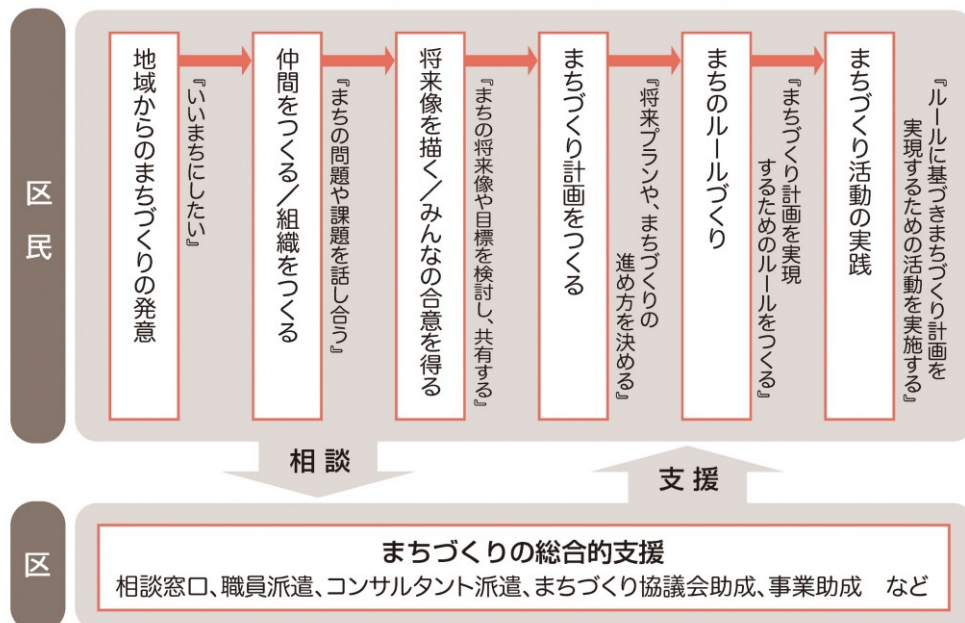 区民
地域からのまちづくりの発意
『いいまちにしたい』
仲間をつくる/組織をつくる
『まちの問題や課題を話し合う』
将来像を描く/みんなの合意を得る
『まちの将来像や目標を検討し、共有する』
まちづくり計画をつくる
『将来プランや、まちづくりの
進め方を決める』
まちのルールづくり
『まちづくり計画を実現
するためのルールをつくる』
まちづくり活動の実践
『ルールに基づきまちづくり計画を
実現するための活動を実施する』
相談
支援
区
まちづくりの総合的支援
相談窓口、職員派遣、コンサルタント派遣、まちづくり協議会助成、事業助成　など